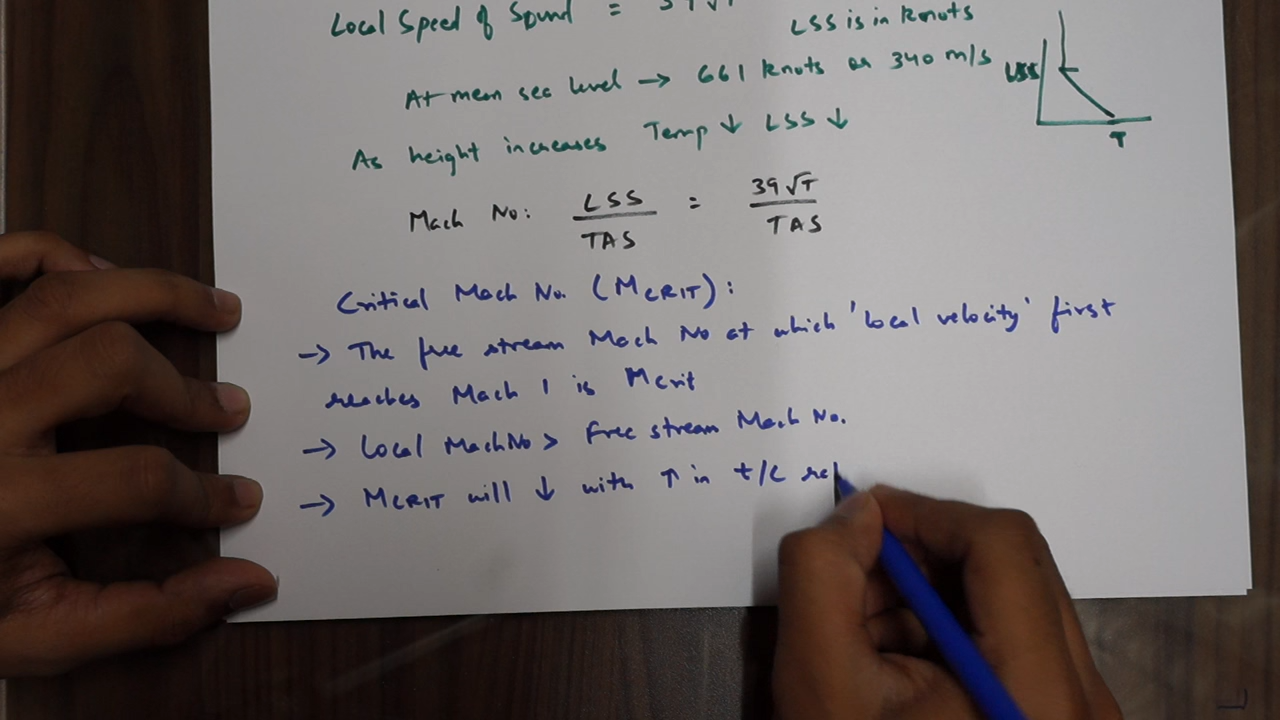 Local Speed of Sound = 39√T
LSS is in knots
At mean sea level → 661 knots or 340 m/s
LSS
T
As height increases Temp ↓ LSS ↓
Mach No: LSS/TAS = 39√T/TAS
Critical Mach No. (MCRIT):
→ The free stream Mach No at which 'local velocity' first
reaches Mach 1 is Mcrit
→ Local MachNo > Free stream Mach No.
→ MCRIT will ↓ with ↑ in t/c